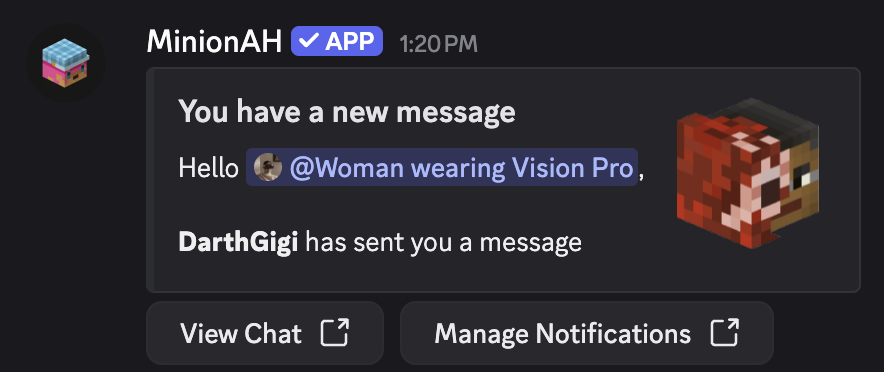 MinionAH ✓ APP 1:20 PM
You have a new message
Hello @Woman wearing Vision Pro,
DarthGigi has sent you a message
View Chat
Manage Notifications